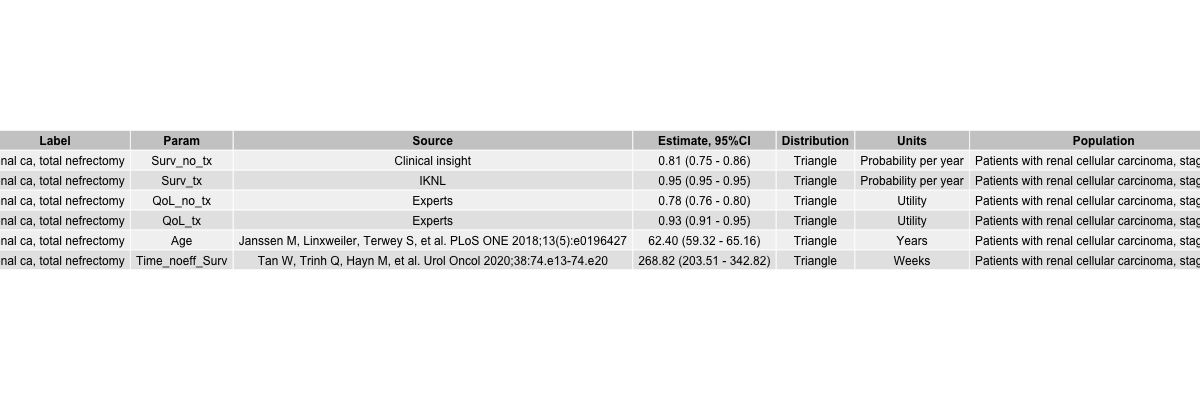 Label Param Source Estimate, 95%CI Distribution Units Population
nal ca, total nefrectomy Surv_no_tx Clinical insight 0.81 (0.75 - 0.86) Triangle Probability per year Patients with renal cellular carcinoma, stag
nal ca, total nefrectomy Surv_tx IKNL 0.95 (0.95 - 0.95) Triangle Probability per year Patients with renal cellular carcinoma, stag
nal ca, total nefrectomy QoL_no_tx Experts 0.78 (0.76 - 0.80) Triangle Utility Patients with renal cellular carcinoma, stag
nal ca, total nefrectomy QoL_tx Experts 0.93 (0.91 - 0.95) Triangle Utility Patients with renal cellular carcinoma, stag
nal ca, total nefrectomy Age Janssen M, Linxweiler, Terwey S, et al. PLoS ONE 2018;13(5):e0196427 62.40 (59.32 - 65.16) Triangle Years Patients with renal cellular carcinoma, stag
nal ca, total nefrectomy Time_noeff_Surv Tan W, Trinh Q, Hayn M, et al. Urol Oncol 2020;38:74.e13-74.e20 268.82 (203.51 - 342.82) Triangle Weeks Patients with renal cellular carcinoma, stag